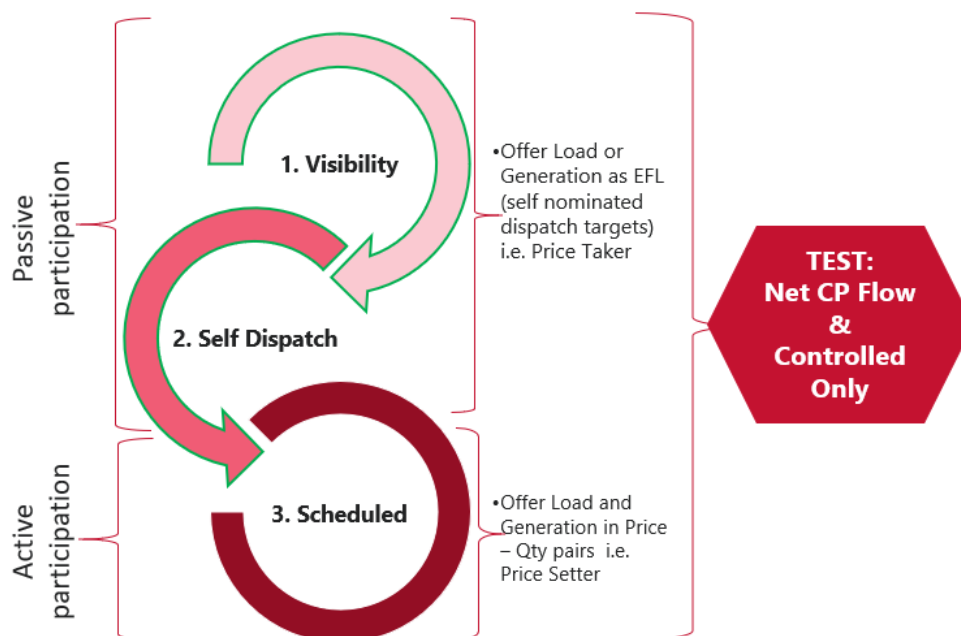 Passive
participation
1. Visibility
2. Self Dispatch
•Offer Load or
Generation as EFL
(self nominated
dispatch targets)
i.e. Price Taker
Active
participation
3. Scheduled
•Offer Load and
Generation in Price
– Qty pairs i.e.
Price Setter
TEST:
Net CP Flow
&
Controlled
Only